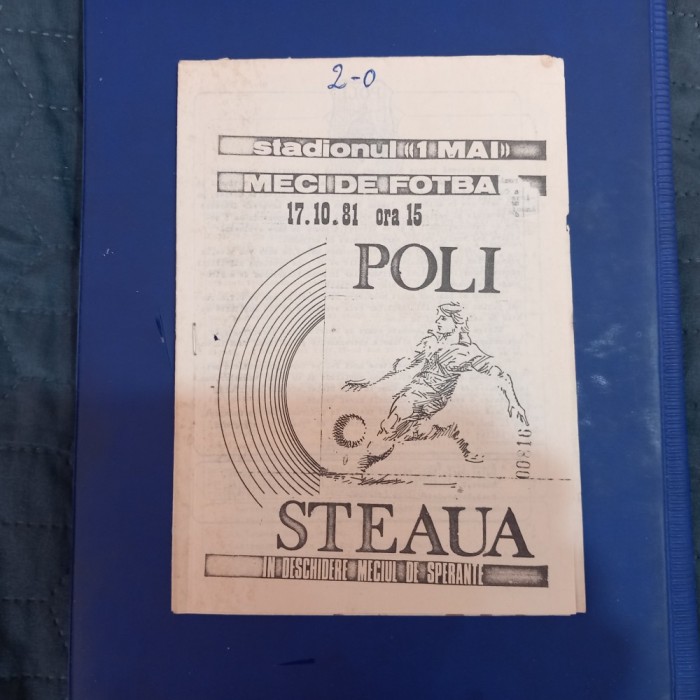 2-0
stadionul «1 MAI»
MECI DE FOTBA
17.10.81 ora 15
POLI
00816
STEAUA
IN DESCHIDERE MECIUL DE SPERANTE